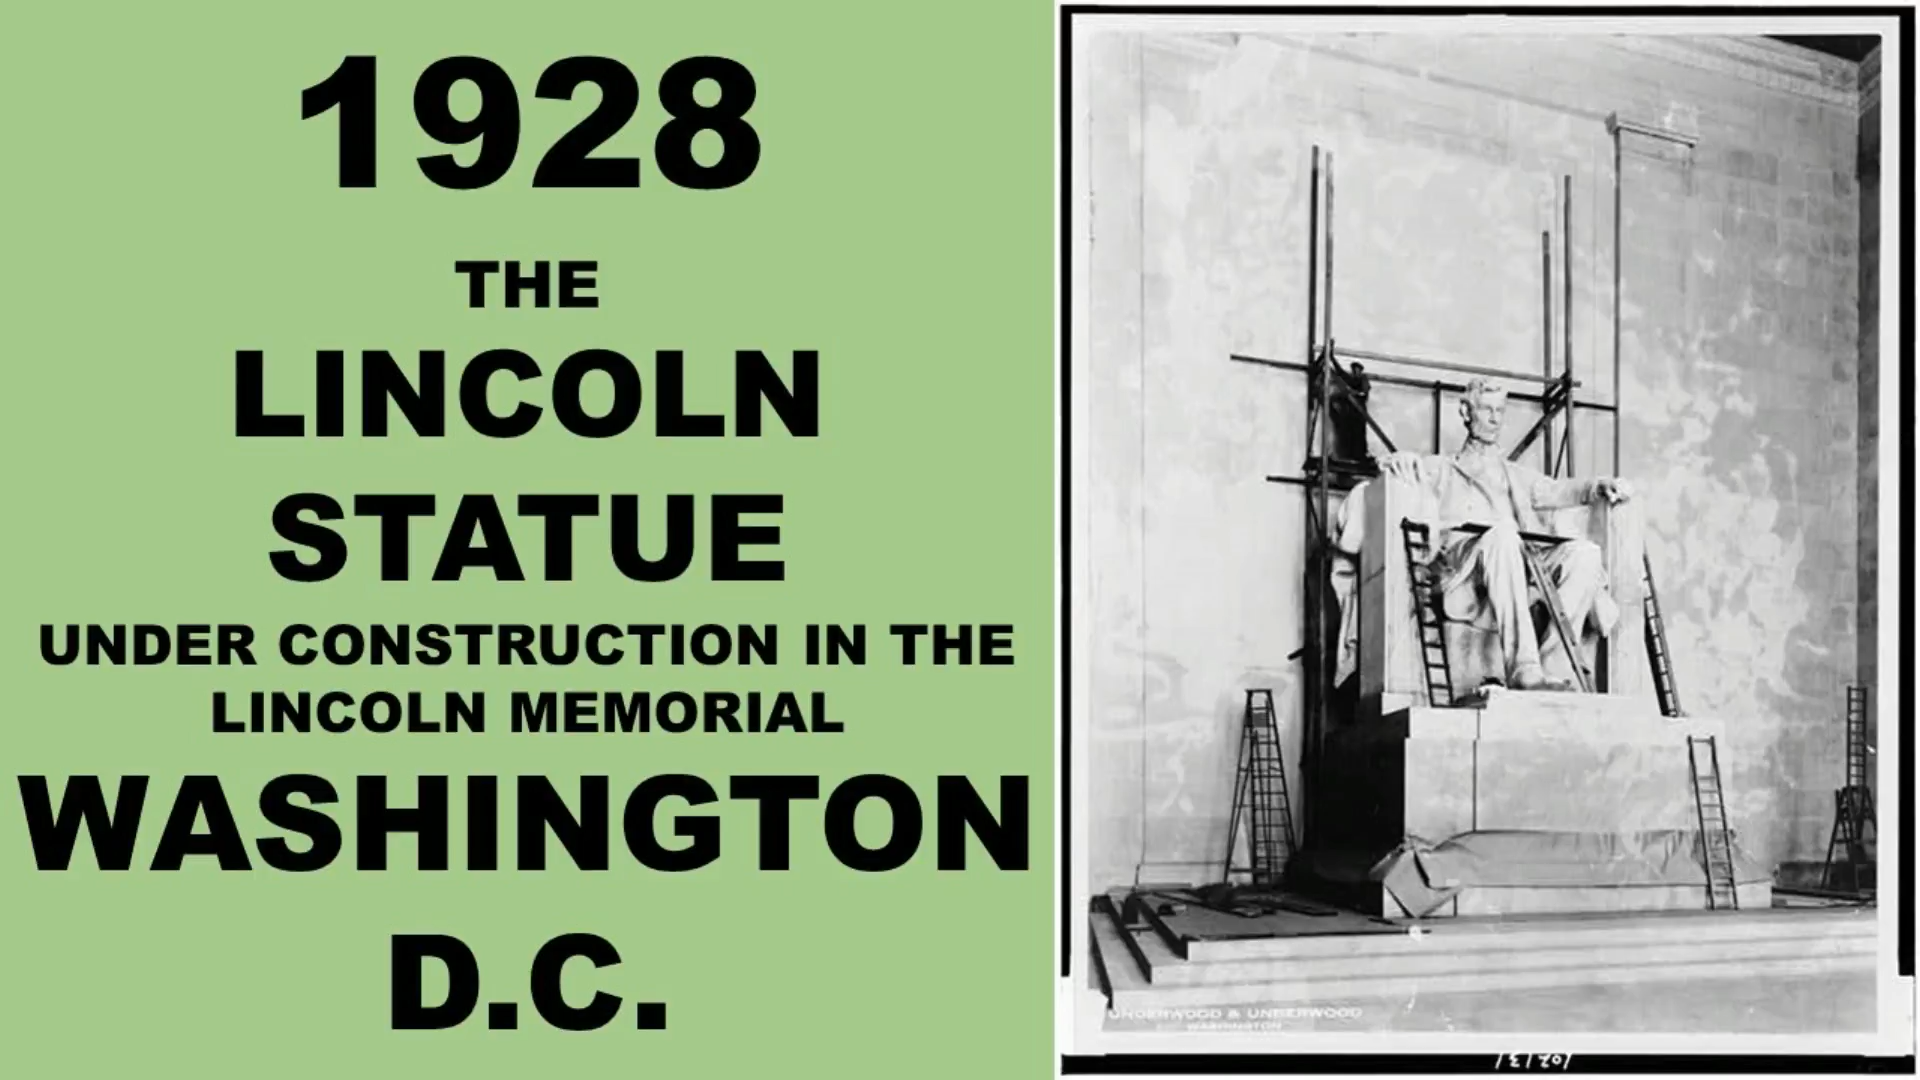 1928
THE
LINCOLN
STATUE
UNDER CONSTRUCTION IN THE
LINCOLN MEMORIAL
WASHINGTON
D.C.
UNDERWOOD & UNDERWOOD
WASHINGTON